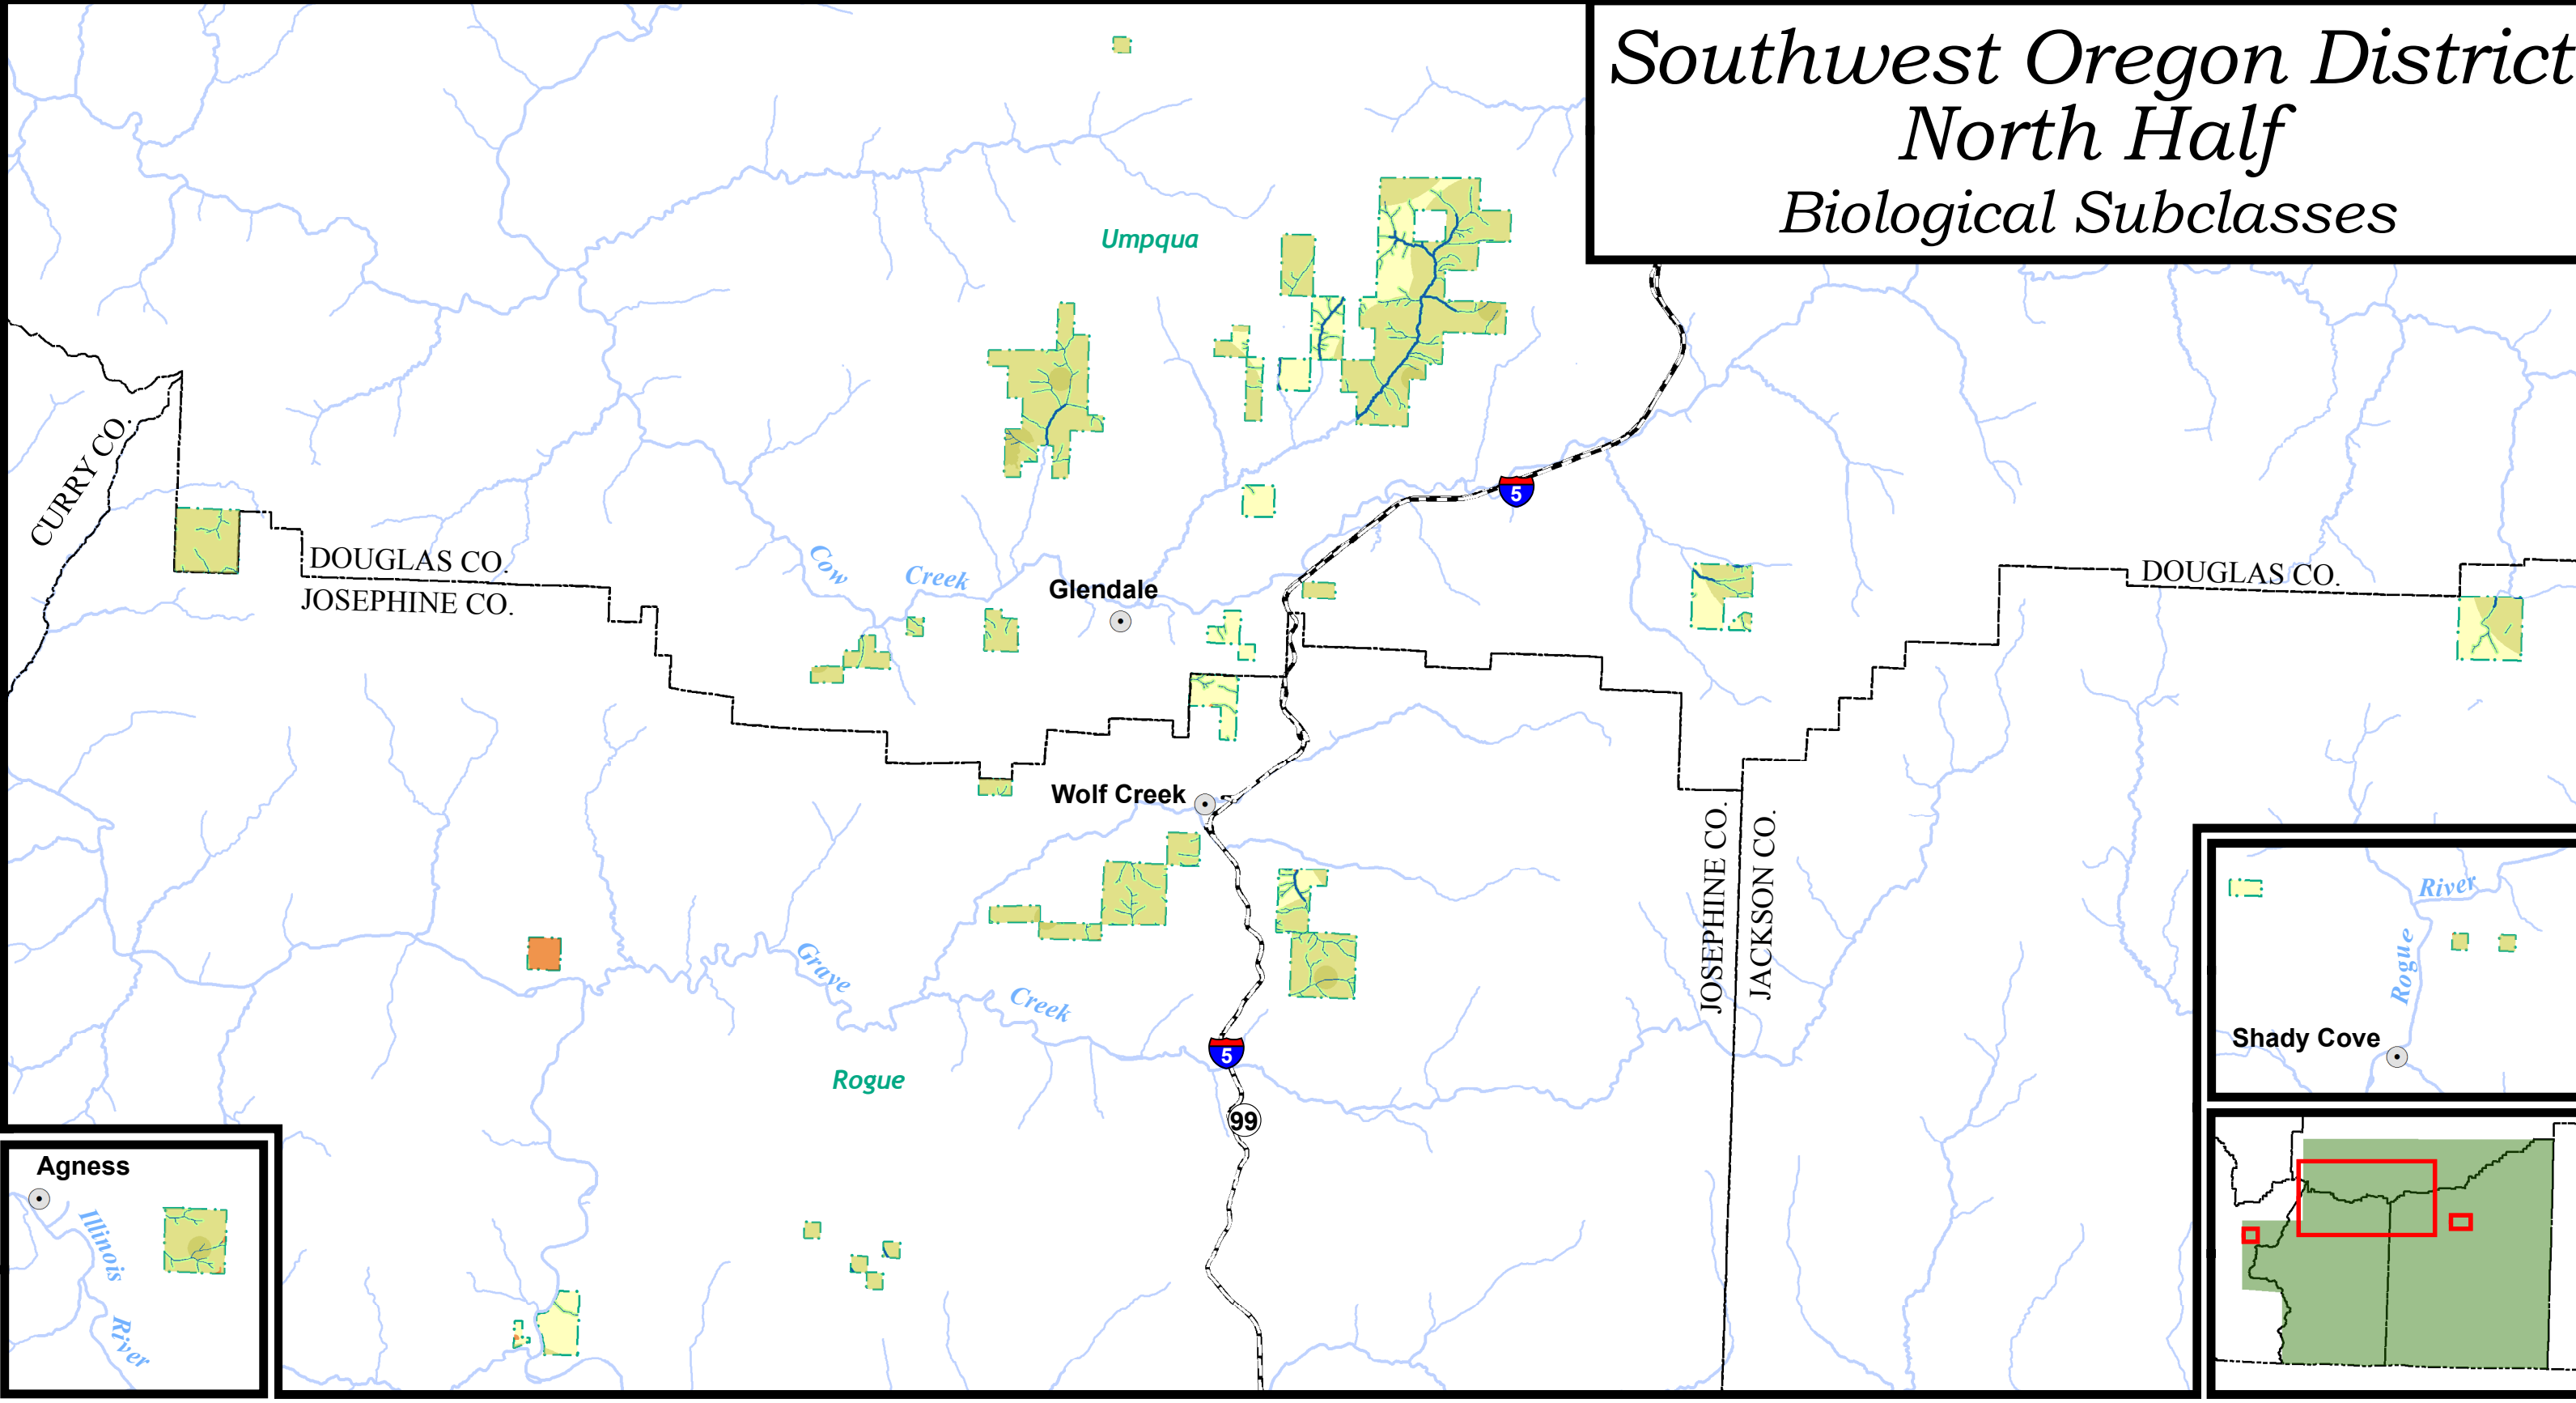 Southwest Oregon District
North Half
Biological Subclasses
Umpqua
CURRY CO.
5
DOUGLAS CO.
JOSEPHINE CO.
Cow
Creek
Glendale
DOUGLAS CO.
Wolf Creek
JOSEPHINE CO.
JACKSON CO.
Grave
Creek
5
Rogue
99
Agness
Illinois
River
River
Rogue
Shady Cove